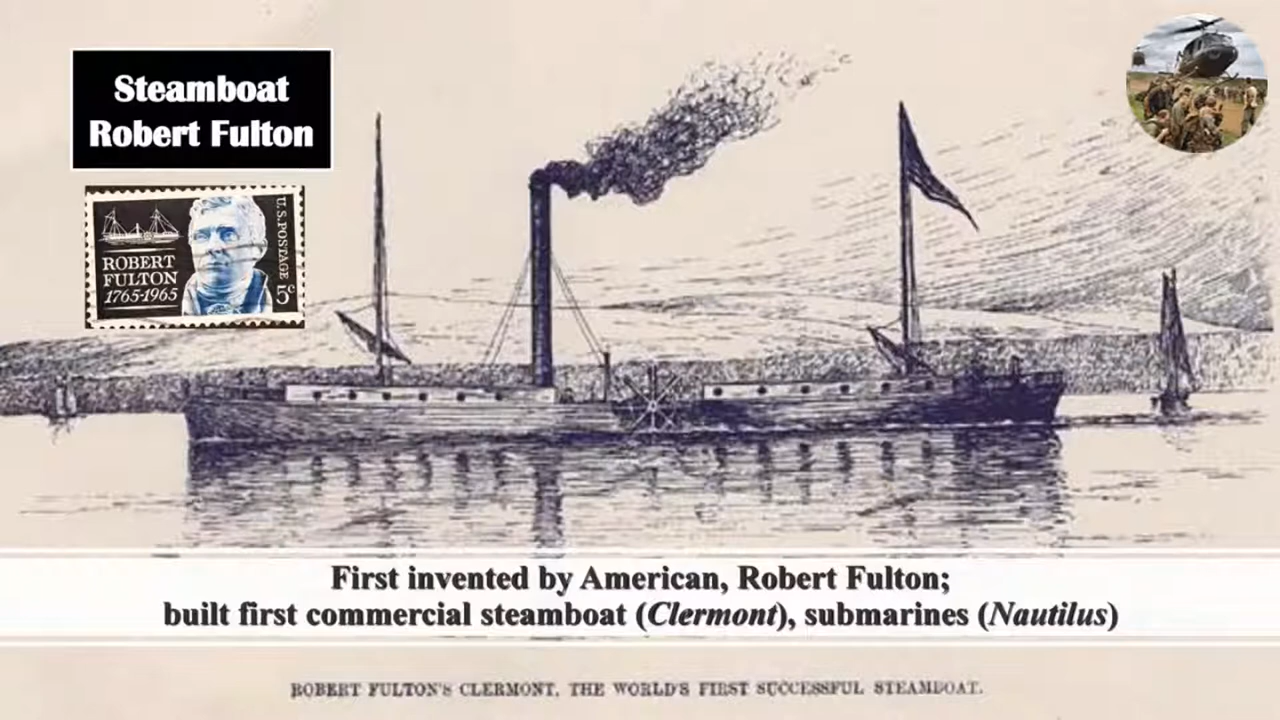 Steamboat
Robert Fulton
ROBERT
FULTON
1765-1965
U.S. POSTAGE
5c
First invented by American, Robert Fulton;
built first commercial steamboat (Clermont), submarines (Nautilus)
ROBERT FULTON'S CLERMONT, THE WORLD'S FIRST SUCCESSFUL STEAMBOAT.